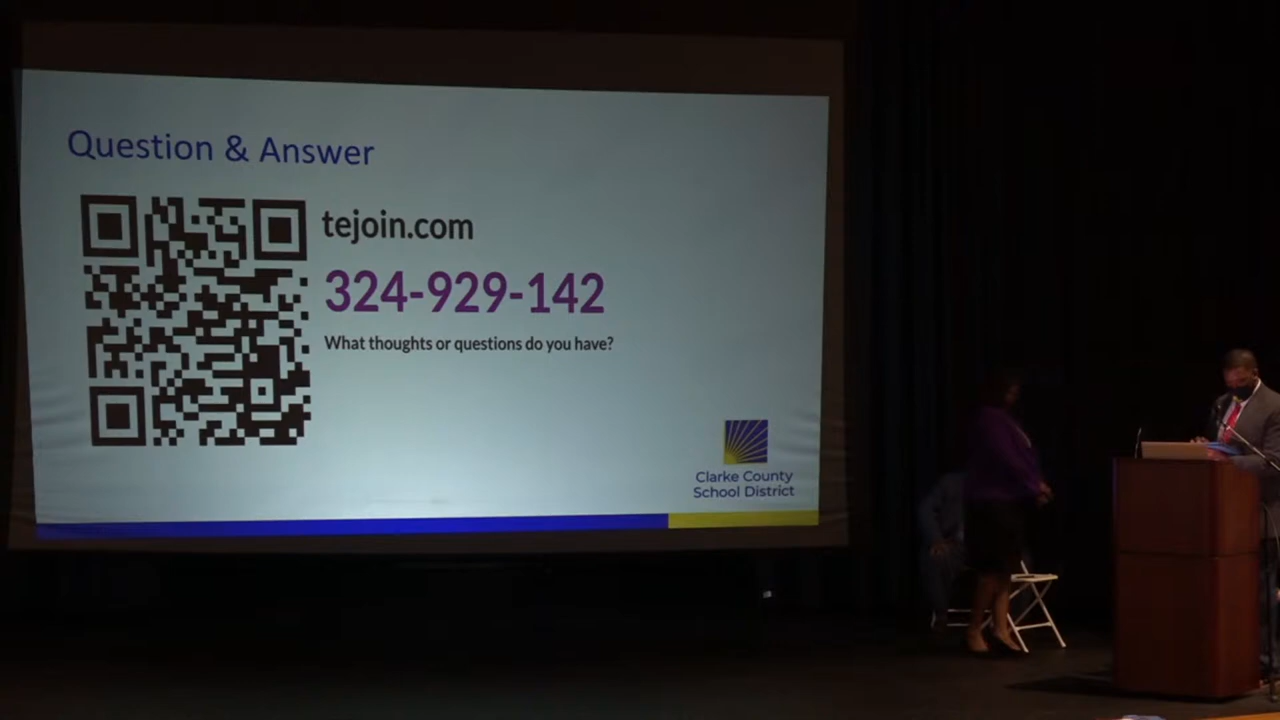 Question & Answer
tejoin.com
324-929-142
What thoughts or questions do you have?
Clarke County
School District